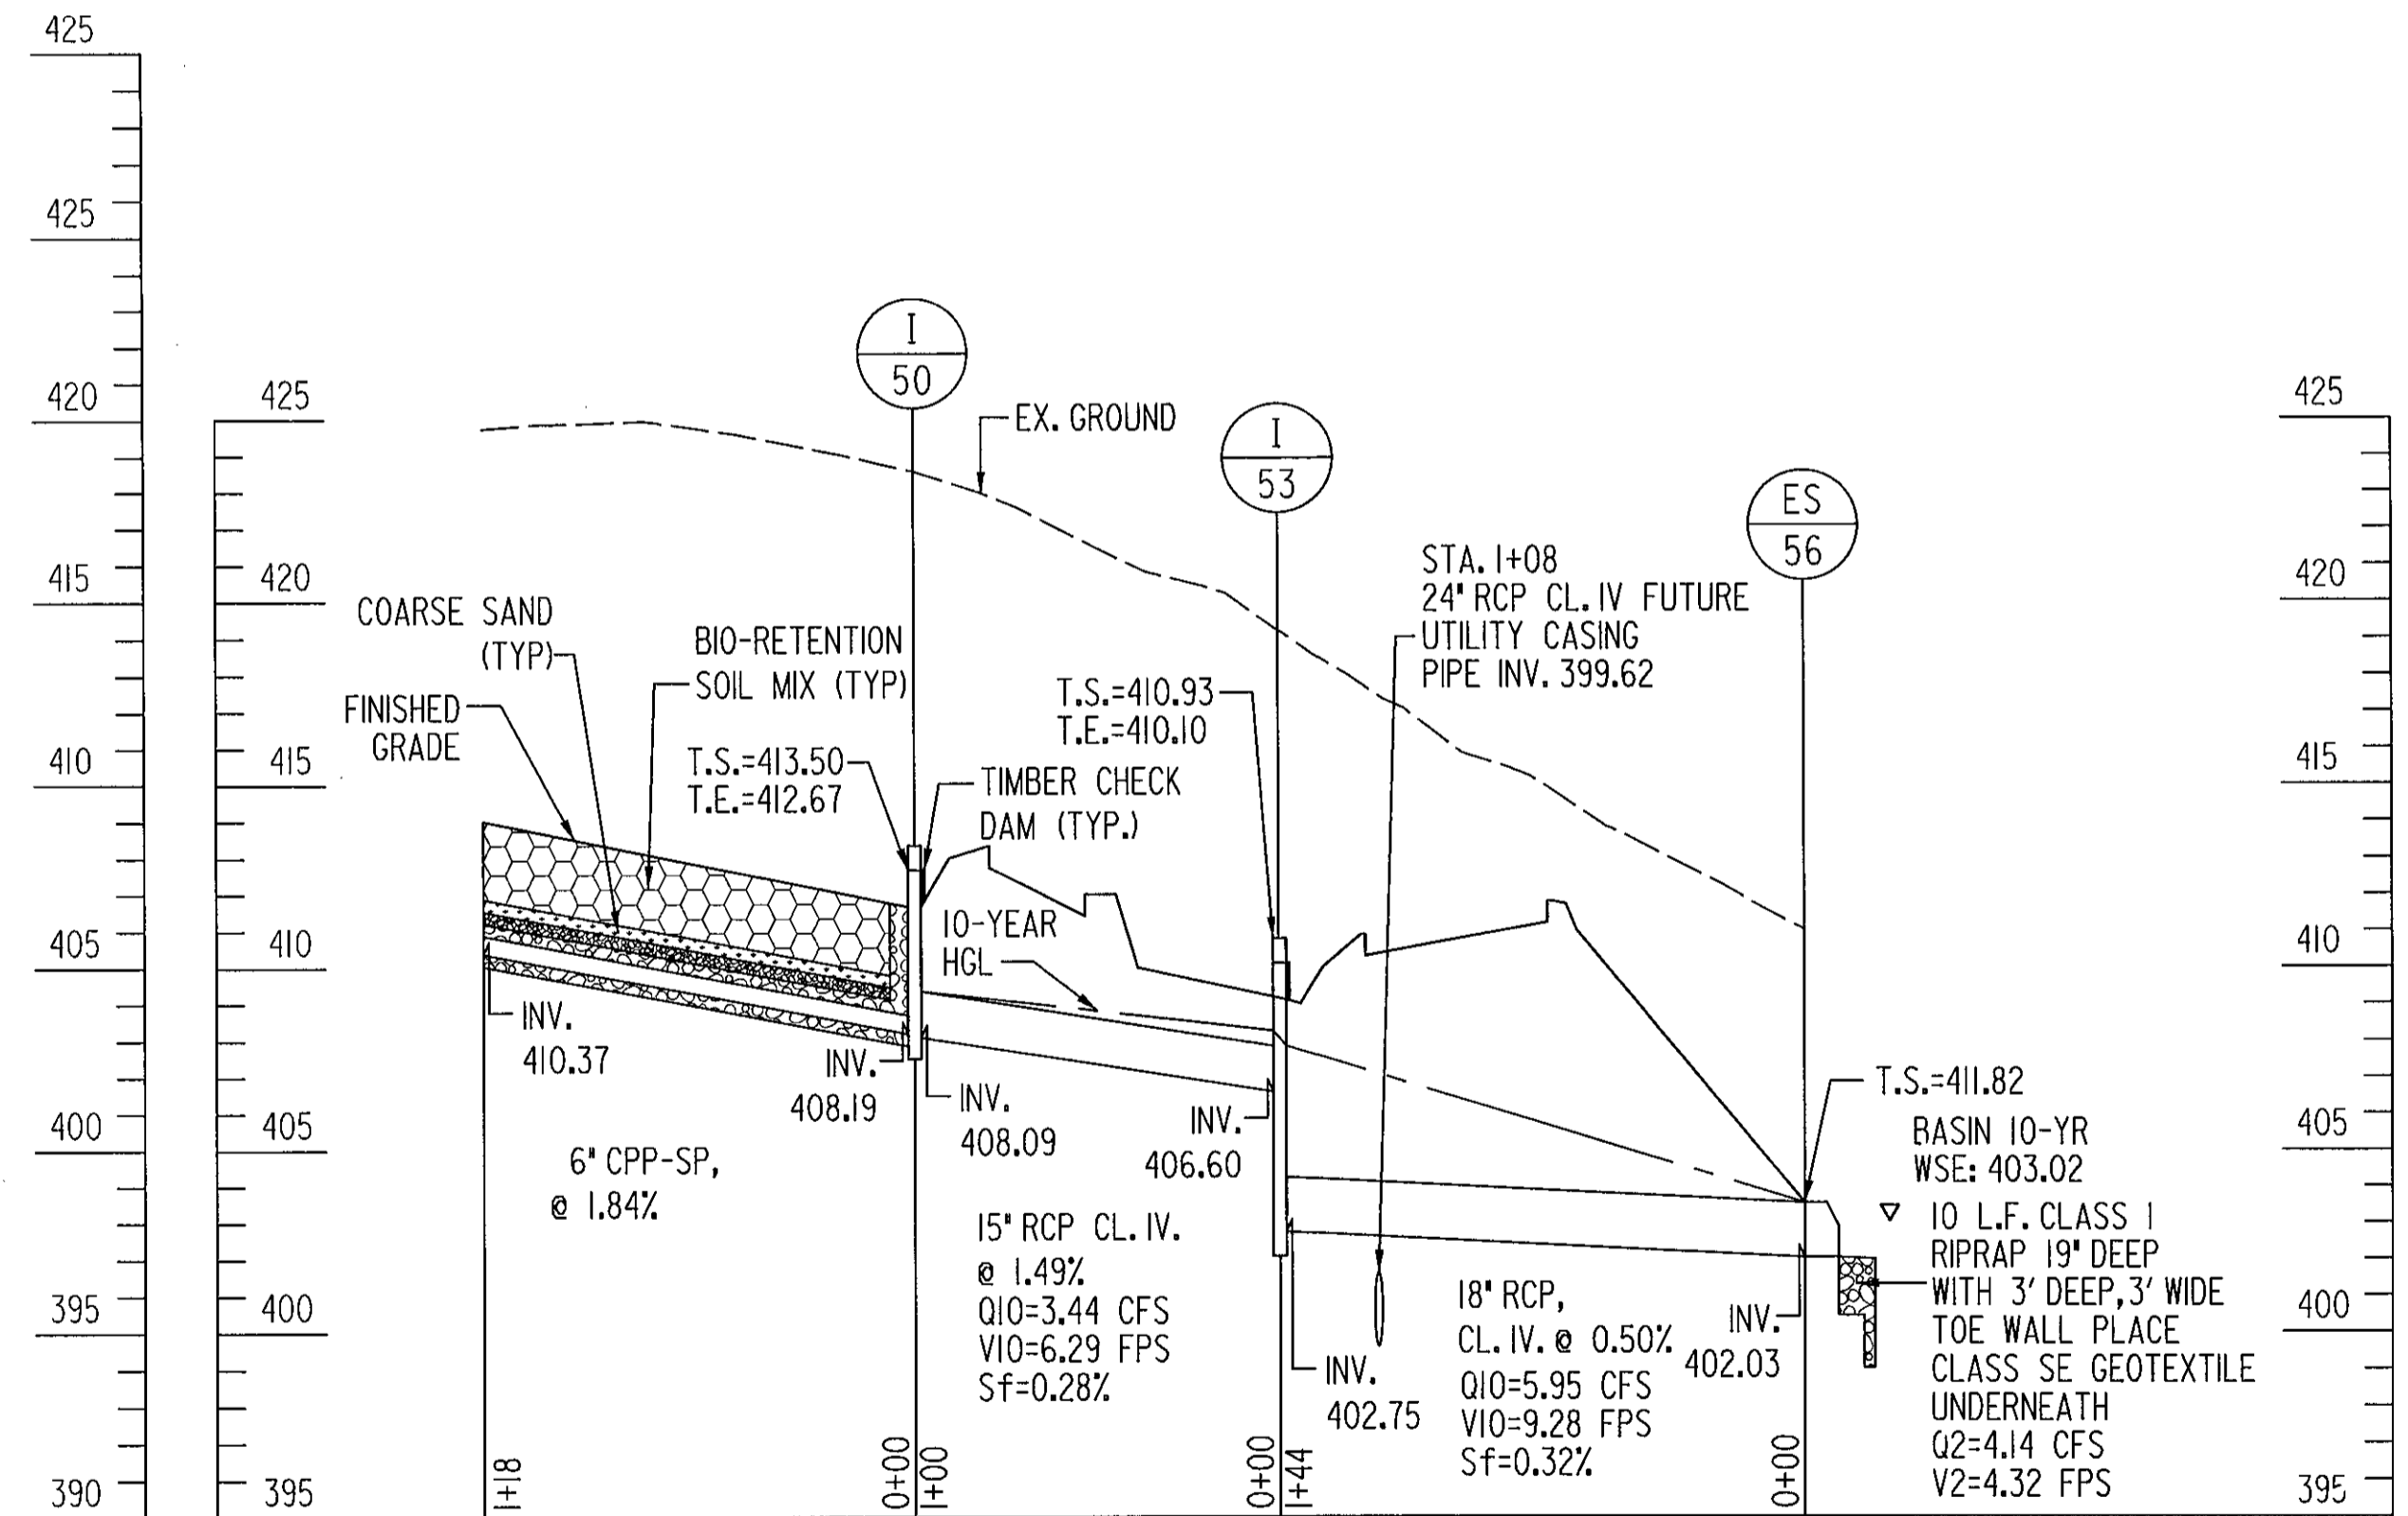 425
425
420
415
410
405
400
395
390
425
420
415
410
405
400
395
I
50
I
53
ES
56
EX. GROUND
COARSE SAND
(TYP)
FINISHED
GRADE
BIO-RETENTION
SOIL MIX (TYP)
T.S.=413.50
T.E.=412.67
TIMBER CHECK
DAM (TYP.)
T.S.=410.93
T.E.=410.10
STA. 1+08
24" RCP CL. IV FUTURE
UTILITY CASING
PIPE INV. 399.62
10-YEAR
HGL
INV.
410.37
INV.
408.19
INV.
408.09
INV.
406.60
6" CPP-SP,
@ 1.84%
15" RCP CL. IV.
@ 1.49%
Q10=3.44 CFS
V10=6.29 FPS
Sf=0.28%
INV.
402.75
18" RCP,
CL. IV. @ 0.50%
Q10=5.95 CFS
V10=9.28 FPS
Sf=0.32%
INV.
402.03
T.S.=411.82
BASIN 10-YR
WSE: 403.02
10 L.F. CLASS 1
RIPRAP 19" DEEP
WITH 3' DEEP, 3' WIDE
TOE WALL PLACE
CLASS SE GEOTEXTILE
UNDERNEATH
Q2=4.14 CFS
V2=4.32 FPS
1+18
0+00
1+00
0+00
1+44
0+00
425
420
415
410
405
400
395